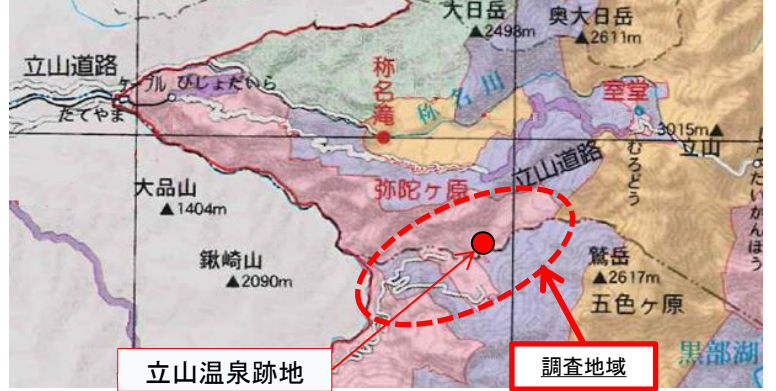 大日岳
▲2498m
奥大日岳
▲2611m
立山道路
ケーブル
びじょだいら
たてやま
称名滝
称名川
室堂
3015m▲
立山
むろどう
立山道路
弥陀ヶ原
大品山
▲1404m
鍬崎山
▲2090m
鷲岳
▲2617m
五色ヶ原
黒部湖
立山温泉跡地
調査地域